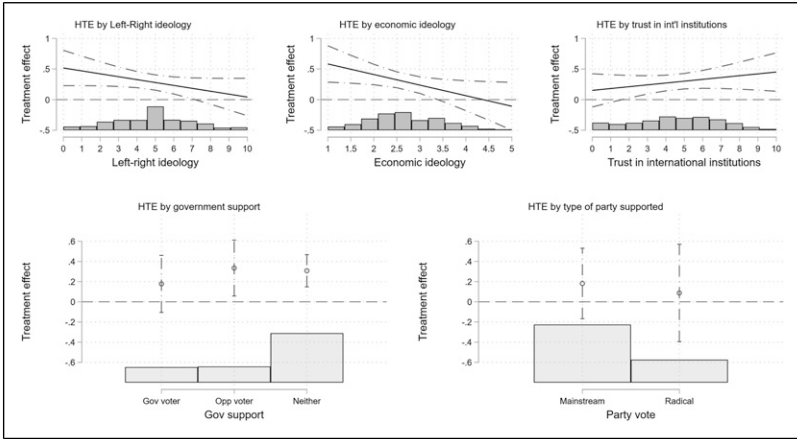 HTE by Left-Right ideology
Treatment effect
1
.5
0
-.5
0 1 2 3 4 5 6 7 8 9 10
Left-right ideology
HTE by economic ideology
Treatment effect
1
.5
0
-.5
1 1.5 2 2.5 3 3.5 4 4.5 5
Economic ideology
HTE by trust in int'l institutions
Treatment effect
1
.5
0
-.5
0 1 2 3 4 5 6 7 8 9 10
Trust in international institutions
HTE by government support
Treatment effect
.6
.4
.2
0
-.2
-.4
-.6
Gov voter Opp voter Neither
Gov support
HTE by type of party supported
Treatment effect
.6
.4
.2
0
-.2
-.4
-.6
Mainstream Radical
Party vote